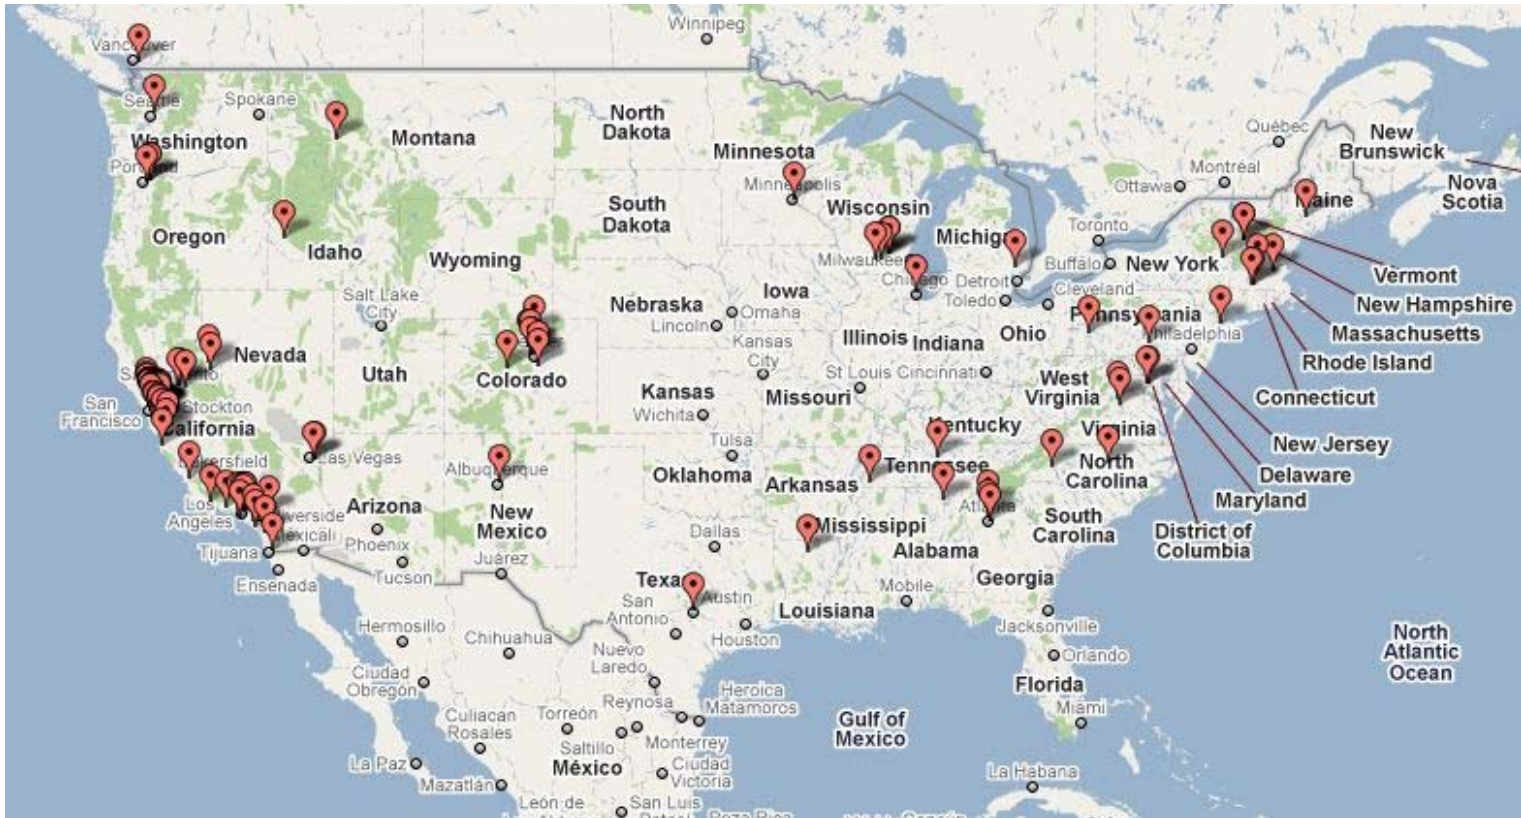 Winnipeg
Vancouver
Seattle
Spokane
Washington
Portland
Montana
North
Dakota
Minnesota
Minneapolis
Québec
New
Brunswick
Montreal
Ottawa
Nova
Scotia
Maine
South
Dakota
Wisconsin
Oregon
Idaho
Wyoming
Milwaukee
Michigan
Toronto
Buffalo
New York
Vermont
Salt Lake
City
Nebraska
Lincoln
Omaha
Iowa
Chicago
Detroit
Toledo
Cleveland
Pennsylvania
Philadelphia
New Hampshire
Massachusetts
Rhode Island
Connecticut
Nevada
Utah
Colorado
Kansas
City
Kansas
Wichita
Missouri
Illinois
Indiana
Ohio
St Louis
Cincinnati
West
Virginia
Virginia
New Jersey
Delaware
Maryland
District of
Columbia
San
Francisco
Stockton
California
Bakersfield
Las Vegas
Los
Angeles
Riverside
Mexicali
Tijuana
Ensenada
Arizona
Phoenix
Tucson
Albuquerque
New
Mexico
Juárez
Tulsa
Oklahoma
Arkansas
Kentucky
Tennessee
North
Carolina
South
Carolina
Atlanta
Mississippi
Alabama
Georgia
Dallas
Texas
Austin
San
Antonio
Houston
Louisiana
Mobile
Jacksonville
Orlando
Florida
Miami
North
Atlantic
Ocean
Gulf of
Mexico
Hermosillo
Chihuahua
Ciudad
Obregón
Nuevo
Laredo
Reynosa
Heroica
Matamoros
Culiacan
Rosales
Torreón
Saltillo
Monterrey
México
Ciudad
Victoria
La Paz
Mazatlán
León de
San Luis
La Habana